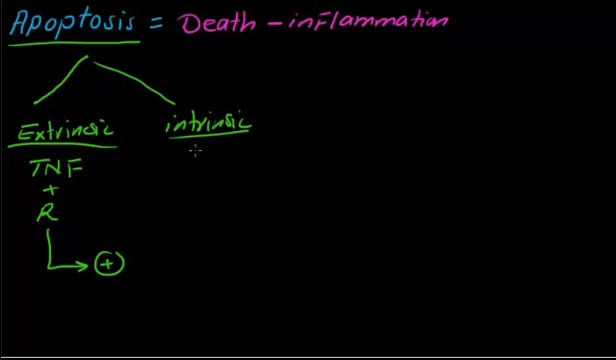 Apoptosis = Death - inflammation
Extrinsic intrinsic
TNF
+
R
+